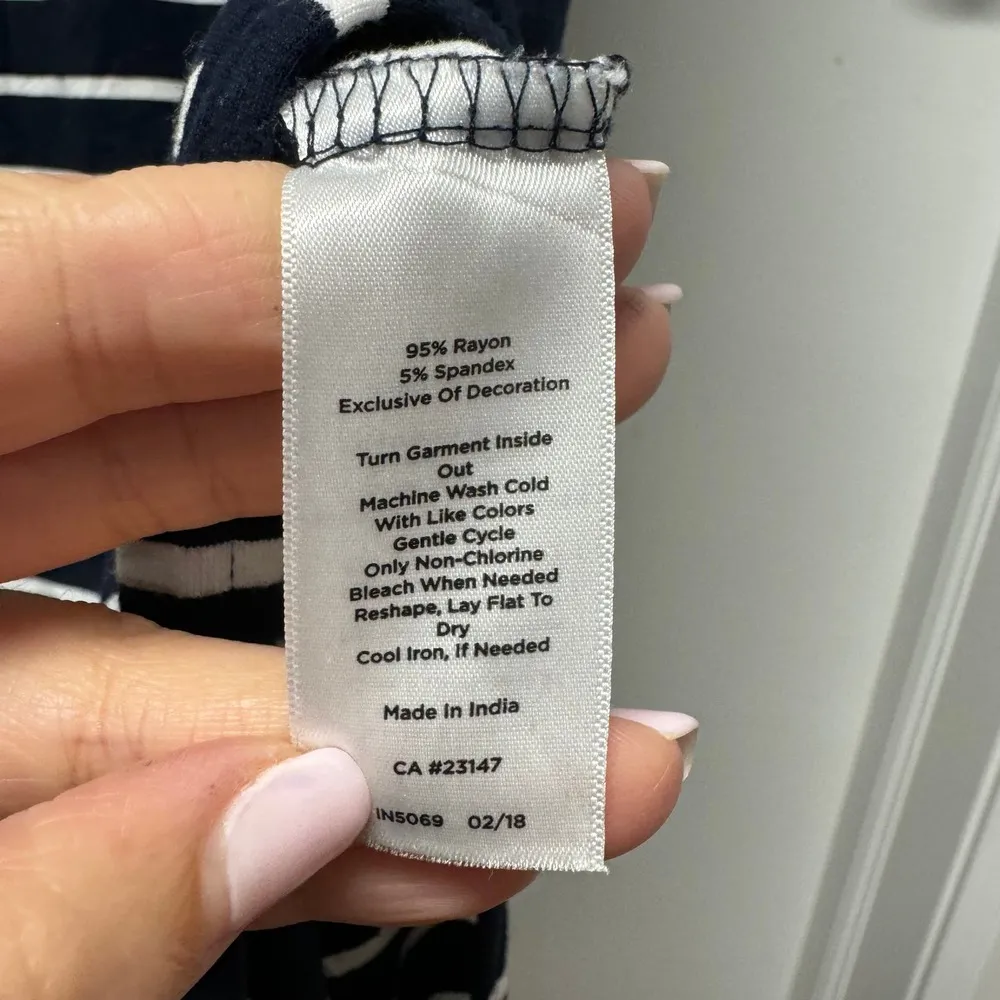 95% Rayon
5% Spandex
Exclusive Of Decoration
Turn Garment Inside
Out
Machine Wash Cold
With Like Colors
Gentle Cycle
Only Non-Chlorine
Bleach When Needed
Reshape, Lay Flat To
Dry
Cool Iron, If Needed
Made In India
CA #23147
IN5069 02/18